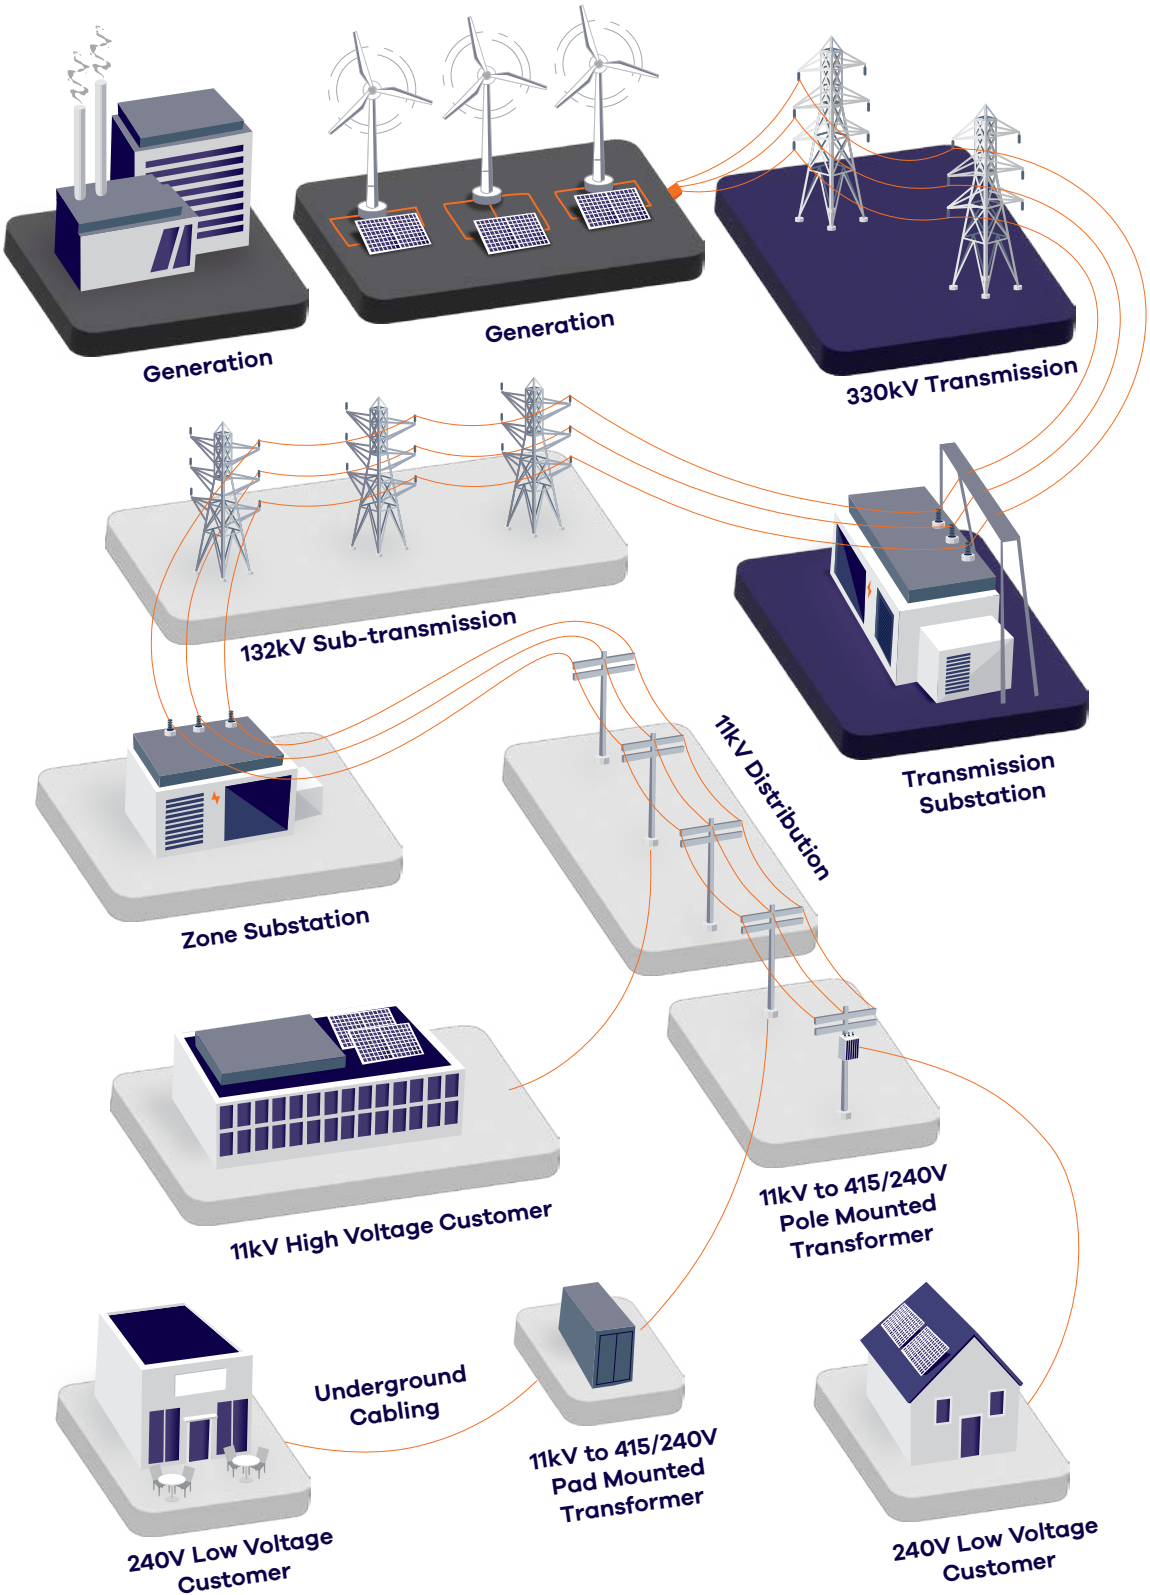 Generation
Generation
330kV Transmission
132kV Sub-transmission
11kV Distribution
Transmission
Substation
Zone Substation
11kV High Voltage Customer
11kV to 415/240V
Pole Mounted
Transformer
Underground
Cabling
11kV to 415/240V
Pad Mounted
Transformer
240V Low Voltage
Customer
240V Low Voltage
Customer